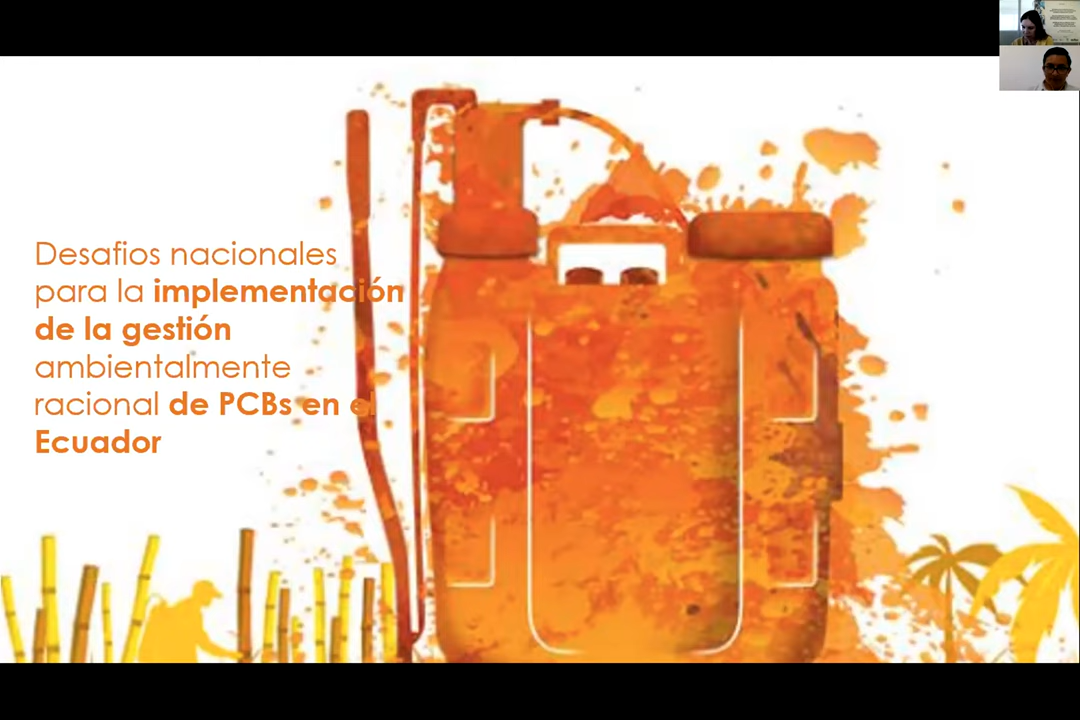 Desafios nacionales
para la implementación
de la gestión
ambientalmente
racional de PCBs en el
Ecuador